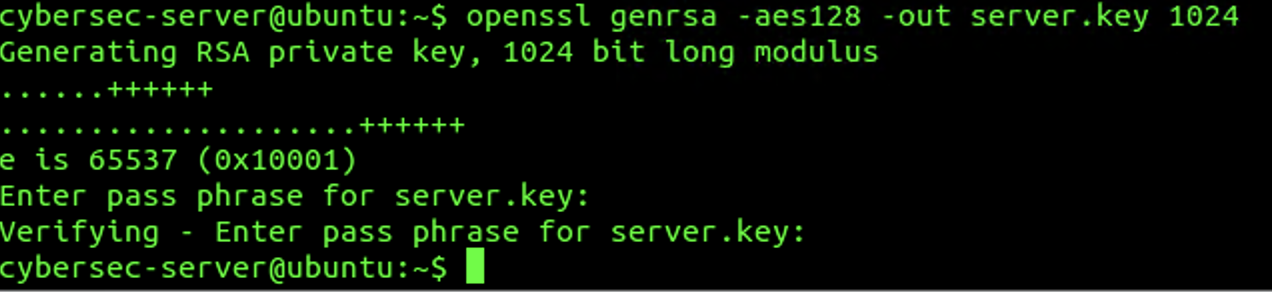 cybersec-server@ubuntu:~$ openssl genrsa -aes128 -out server.key 1024
Generating RSA private key, 1024 bit long modulus
......++++++
....................++++++
e is 65537 (0x10001)
Enter pass phrase for server.key:
Verifying - Enter pass phrase for server.key:
cybersec-server@ubuntu:~$